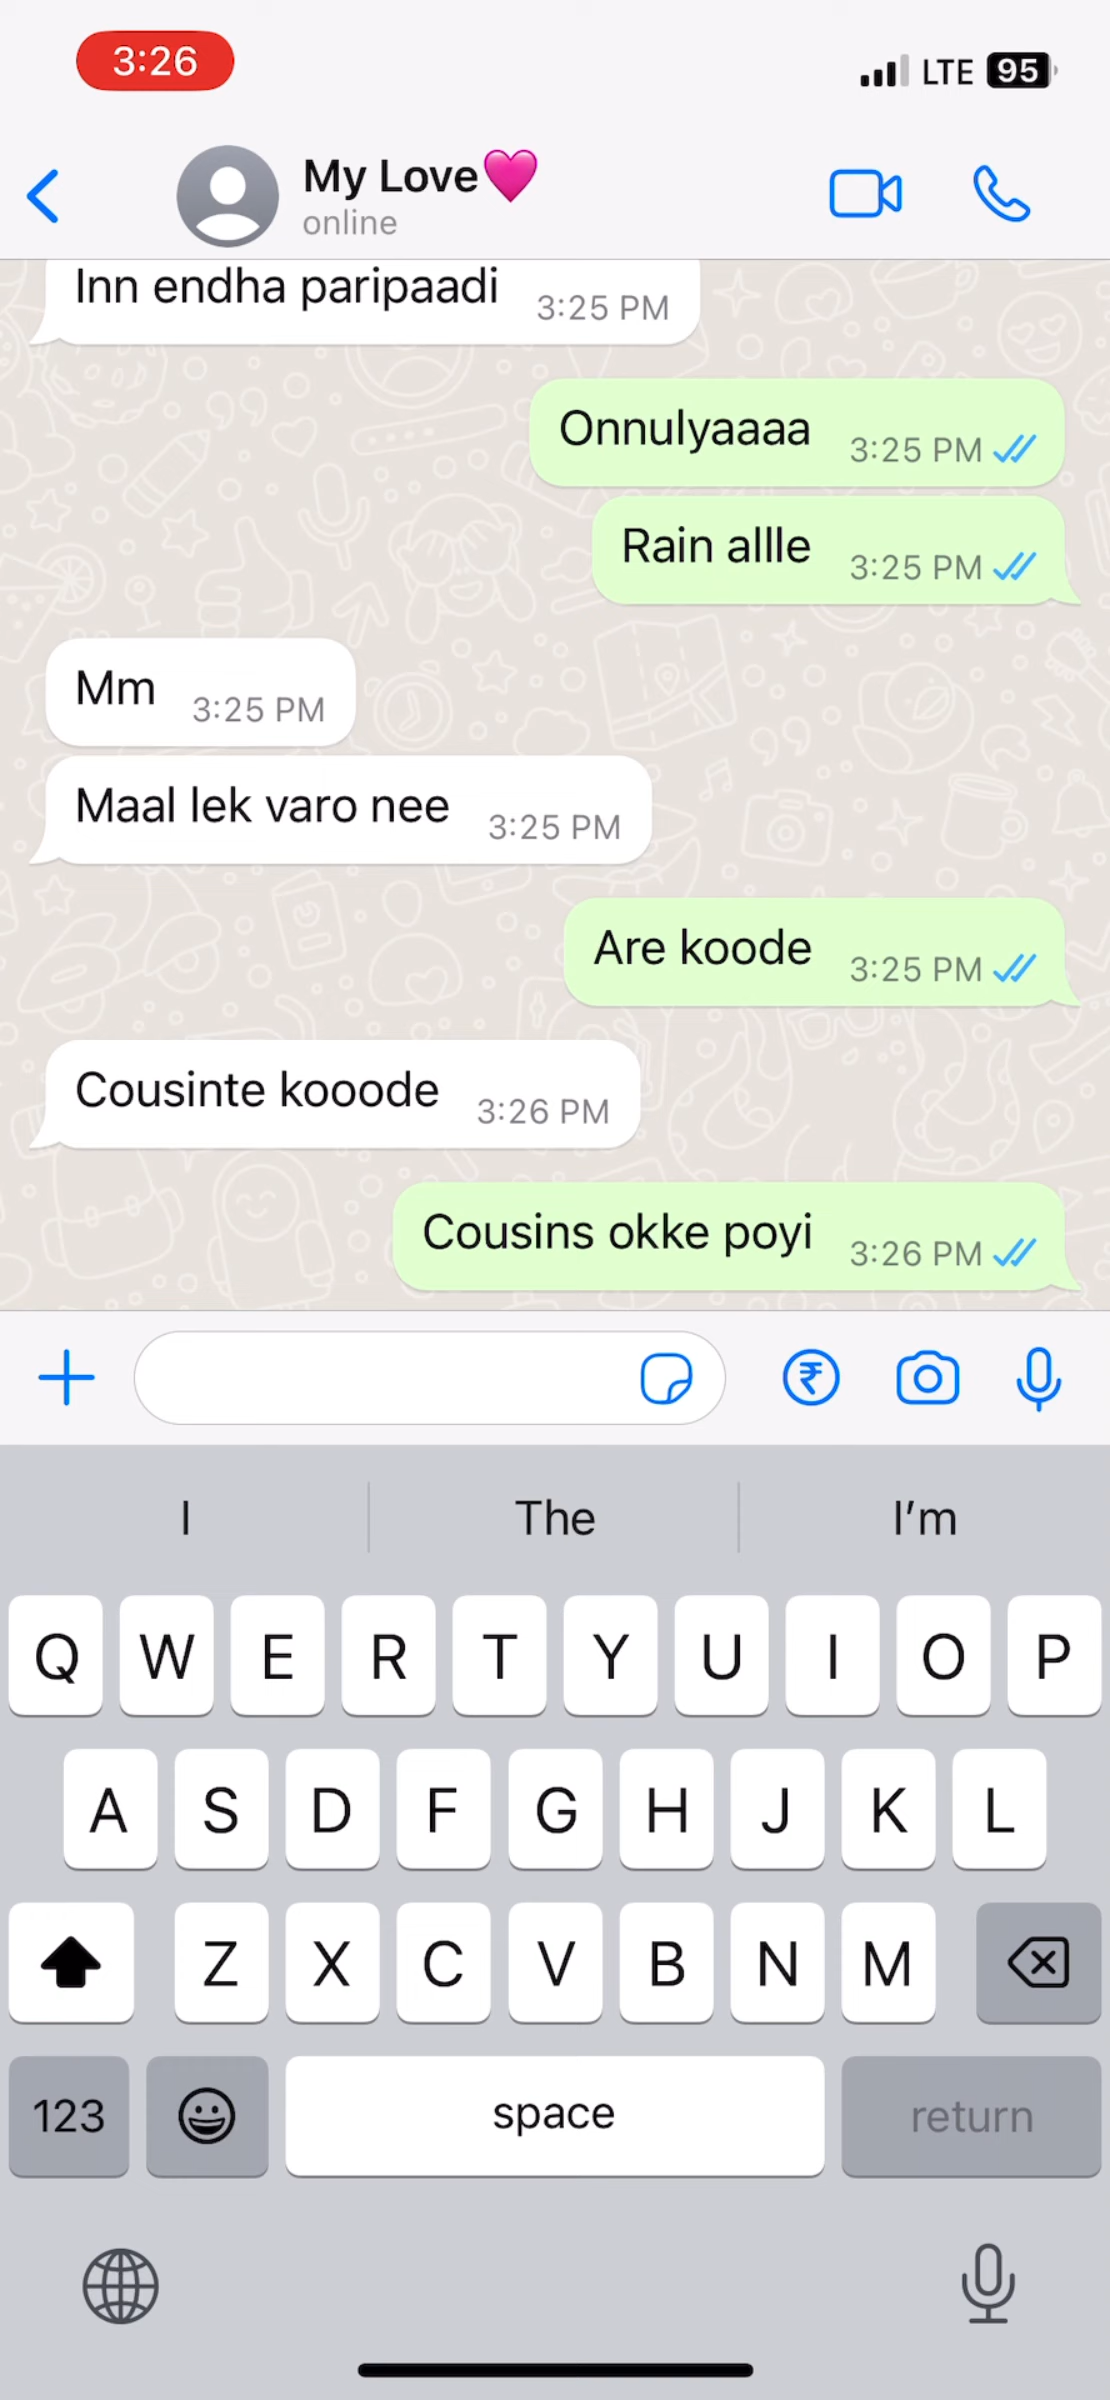 3:26
LTE 95
My Love
online
Inn endha paripaadi 3:25 PM
Onnulyaaaa 3:25 PM
Rain allle 3:25 PM
Mm 3:25 PM
Maal lek varo nee 3:25 PM
Are koode 3:25 PM
Cousinte kooode 3:26 PM
Cousins okke poyi 3:26 PM
₹
I The I'm
Q W E R T Y U I O P
A S D F G H J K L
Z X C V B N M
123 space return